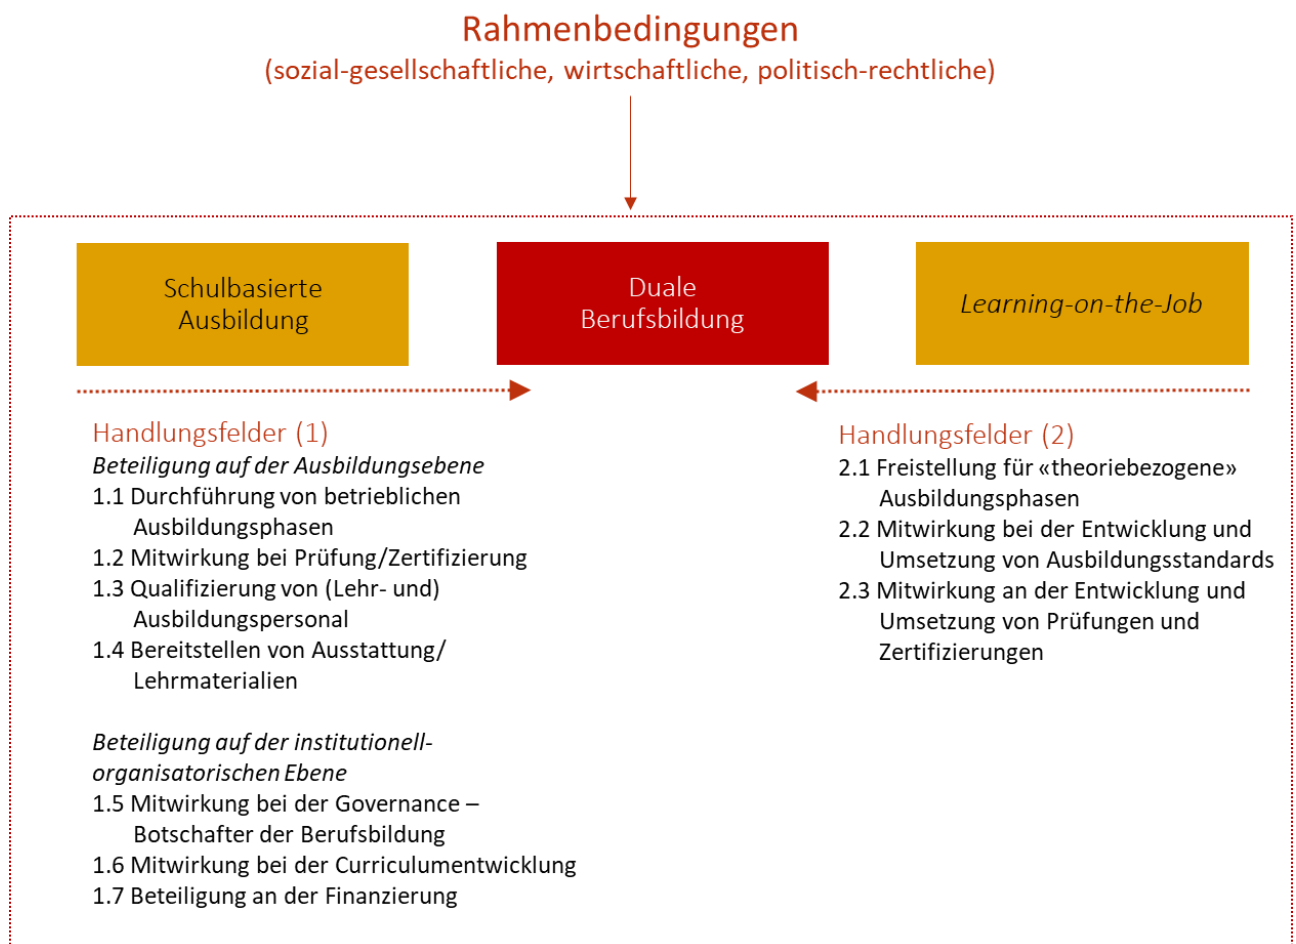 Rahmenbedingungen
(sozial-gesellschaftliche, wirtschaftliche, politisch-rechtliche)
Schulbasierte
Ausbildung
Duale
Berufsbildung
Learning-on-the-Job
Handlungsfelder (1)
Beteiligung auf der Ausbildungsebene
1.1 Durchführung von betrieblichen
Ausbildungsphasen
1.2 Mitwirkung bei Prüfung/Zertifizierung
1.3 Qualifizierung von (Lehr- und)
Ausbildungspersonal
1.4 Bereitstellen von Ausstattung/
Lehrmaterialien
Beteiligung auf der institutionell-
organisatorischen Ebene
1.5 Mitwirkung bei der Governance –
Botschafter der Berufsbildung
1.6 Mitwirkung bei der Curriculumentwicklung
1.7 Beteiligung an der Finanzierung
Handlungsfelder (2)
2.1 Freistellung für «theoriebezogene»
Ausbildungsphasen
2.2 Mitwirkung bei der Entwicklung und
Umsetzung von Ausbildungsstandards
2.3 Mitwirkung an der Entwicklung und
Umsetzung von Prüfungen und
Zertifizierungen